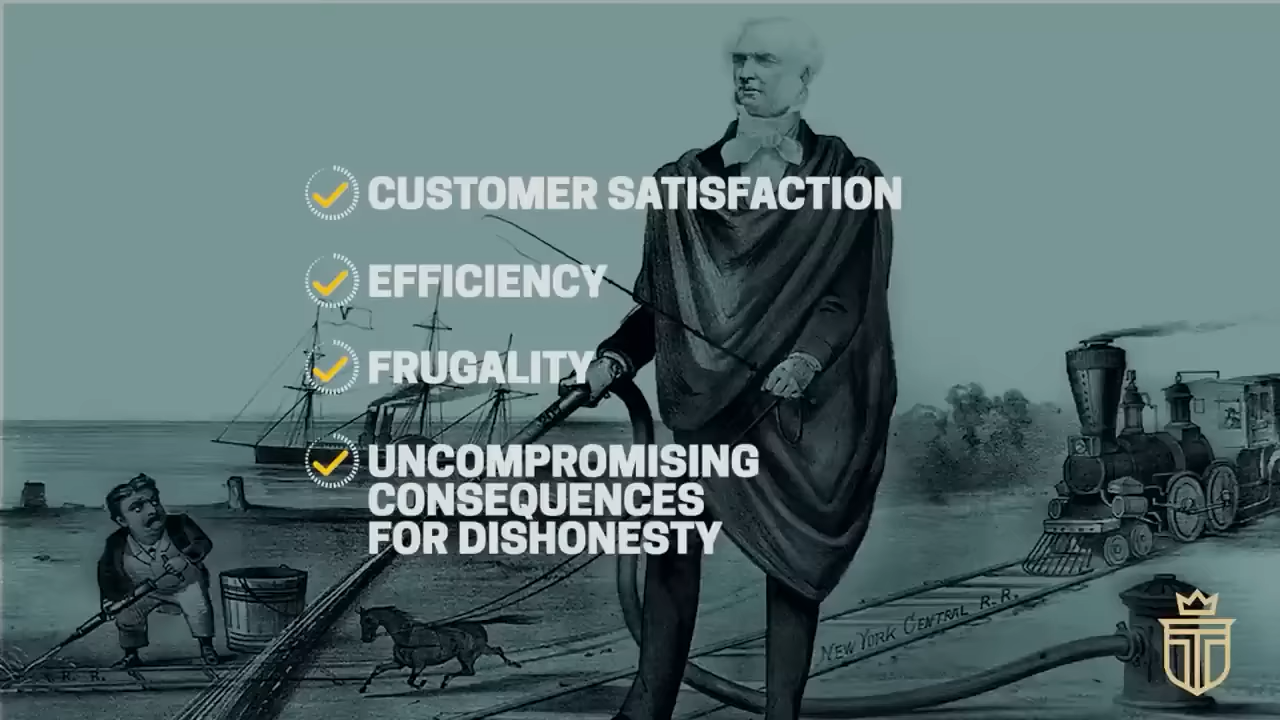 CUSTOMER SATISFACTION
EFFICIENCY
FRUGALITY
UNCOMPROMISING
CONSEQUENCES
FOR DISHONESTY
NEW YORK CENTRAL R. R.
R. R.